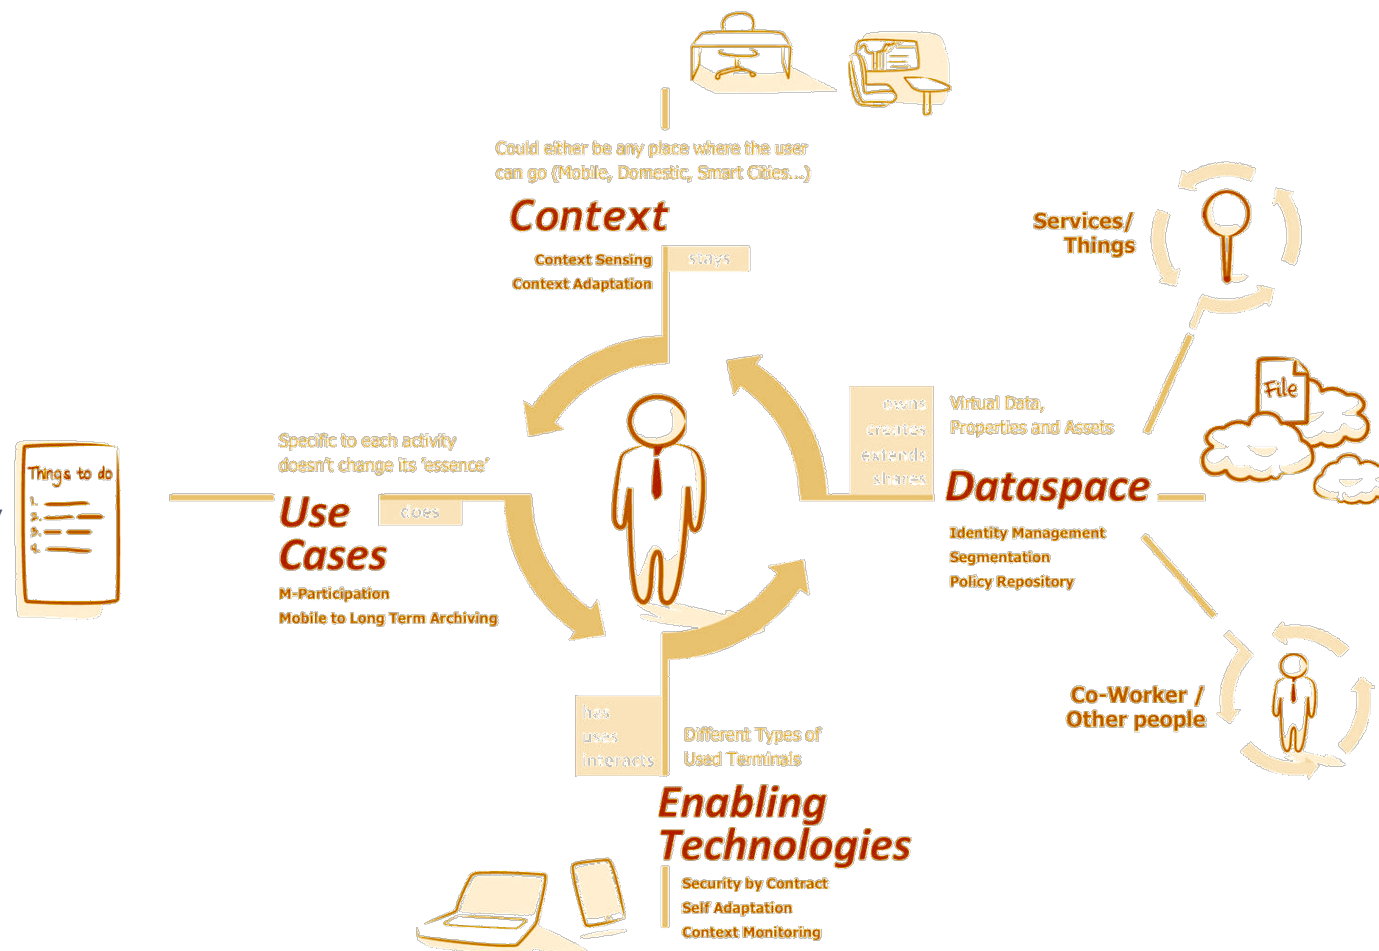 Could either be any place where the user
can go (Mobile, Domestic, Smart Cities...)
Context
Context Sensing
Context Adaptation
stays
Services/
Things
File
owns
creates
extends
shares
Virtual Data,
Properties and Assets
Dataspace
Identity Management
Segmentation
Policy Repository
Things to do
1.
2.
3.
4.
Specific to each activity
doesn't change its 'essence'
Use
Cases
does
M-Participation
Mobile to Long Term Archiving
Co-Worker /
Other people
has
uses
interacts
Different Types of
Used Terminals
Enabling
Technologies
Security by Contract
Self Adaptation
Context Monitoring